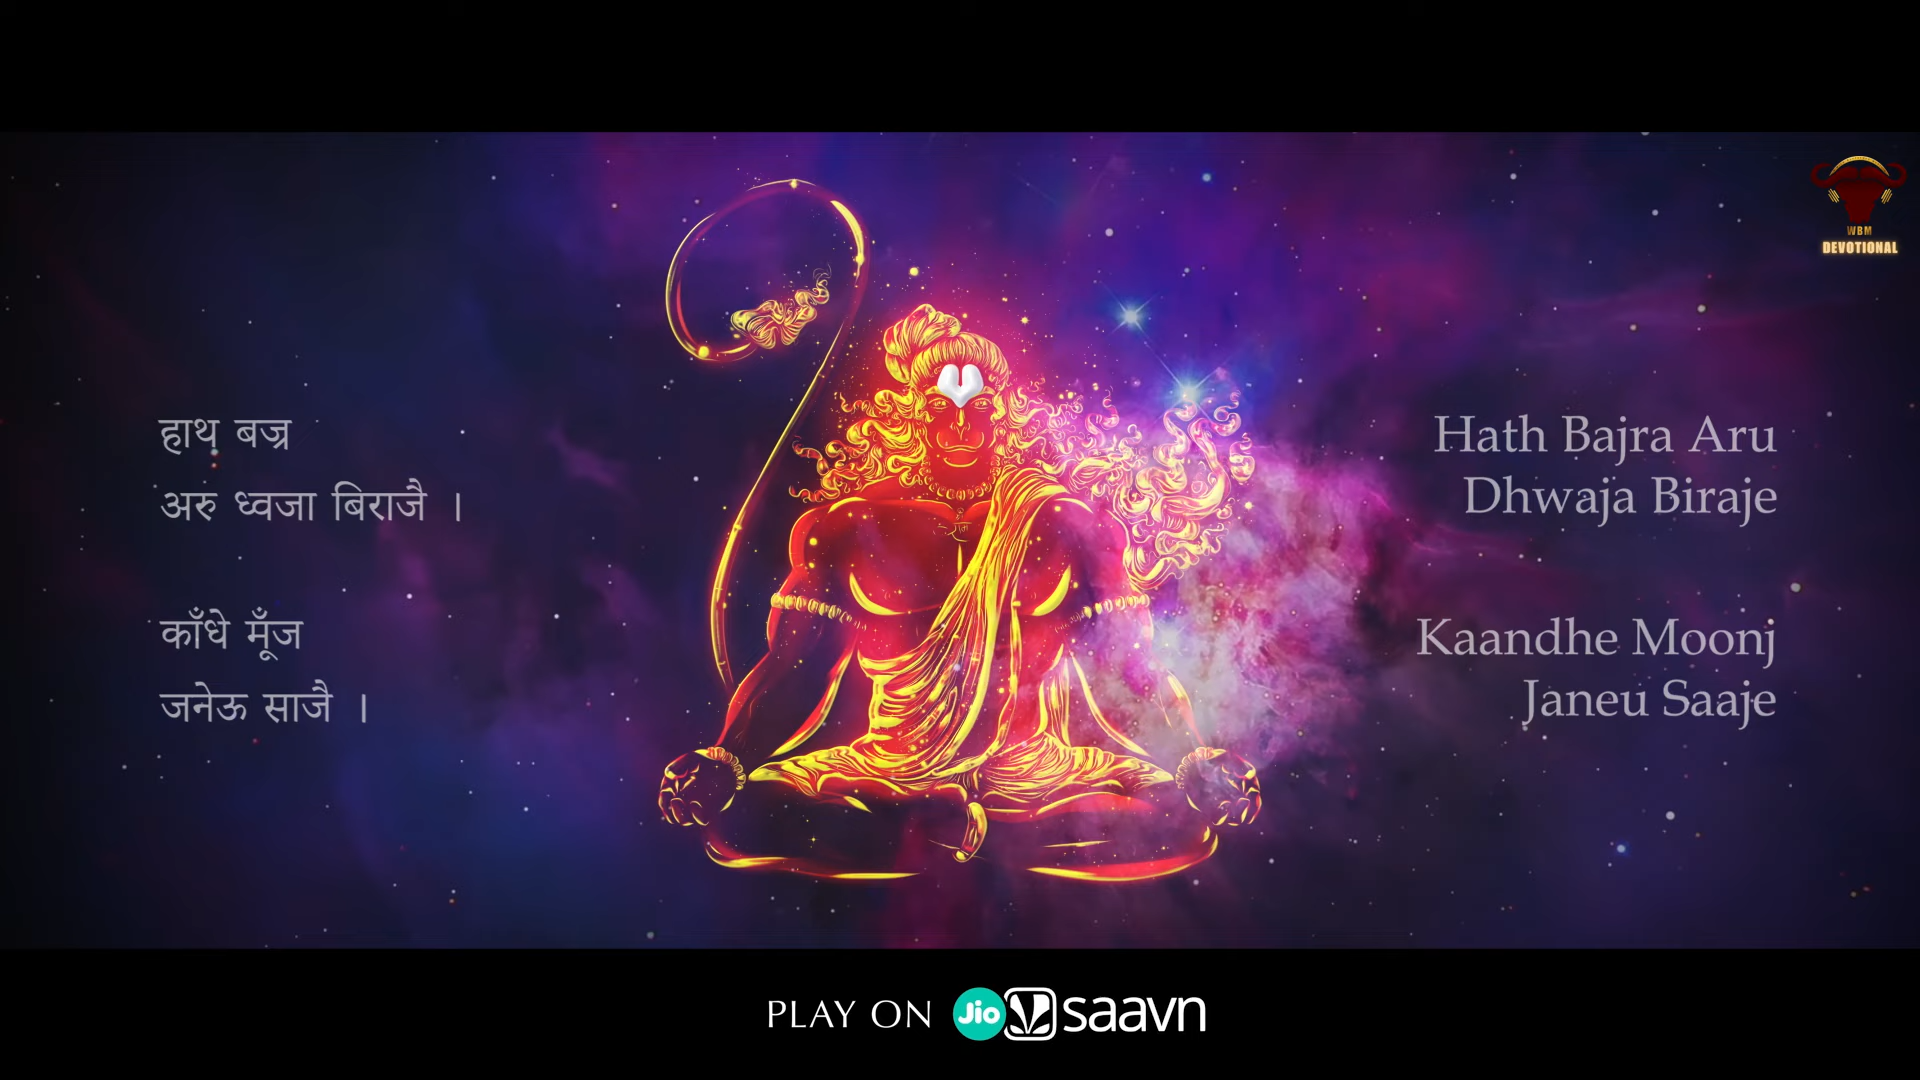 WBM
DEVOTIONAL
हाथ बज्र
अरु ध्वजा बिराजै ।
काँधे मूँज
जनेऊ साजै ।
Hath Bajra Aru
Dhwaja Biraje
Kaandhe Moonj
Janeu Saaje
PLAY ON Jio saavn